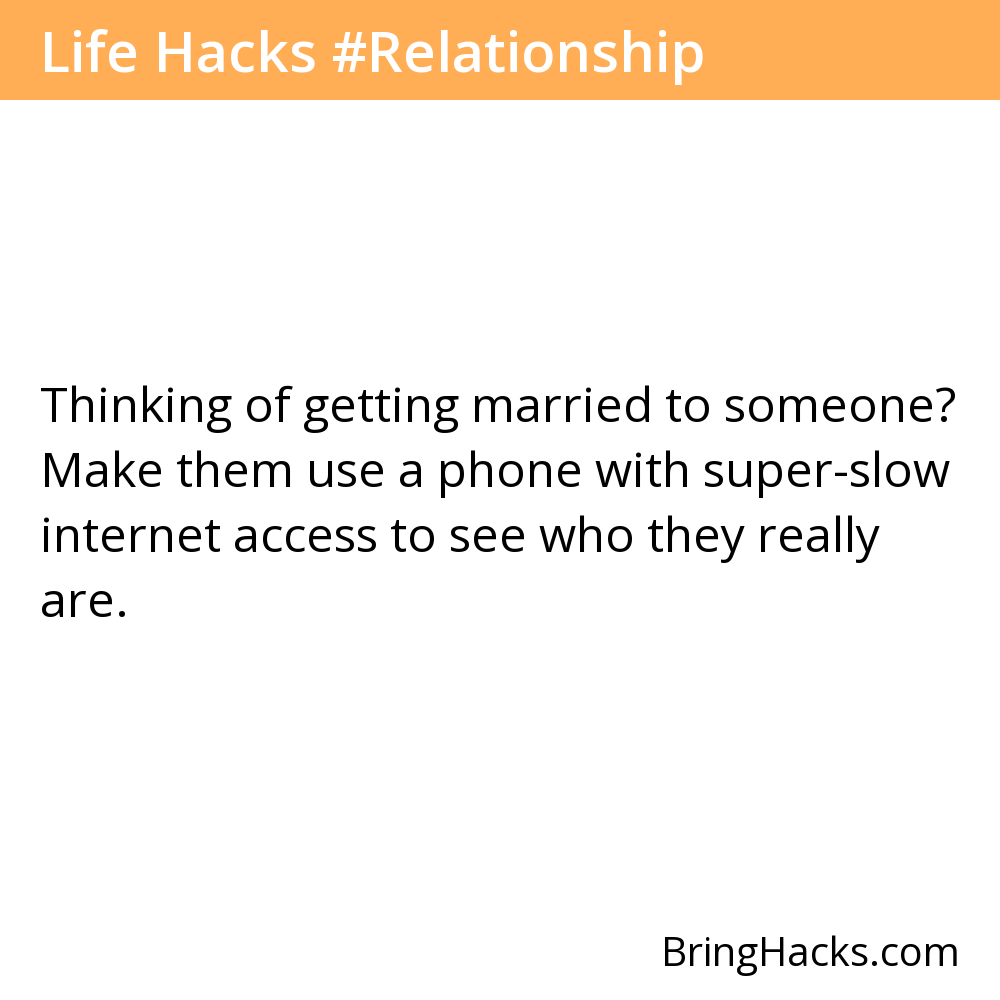 Life Hacks #Relationship
Thinking of getting married to someone?
Make them use a phone with super-slow
internet access to see who they really
are.
BringHacks.com